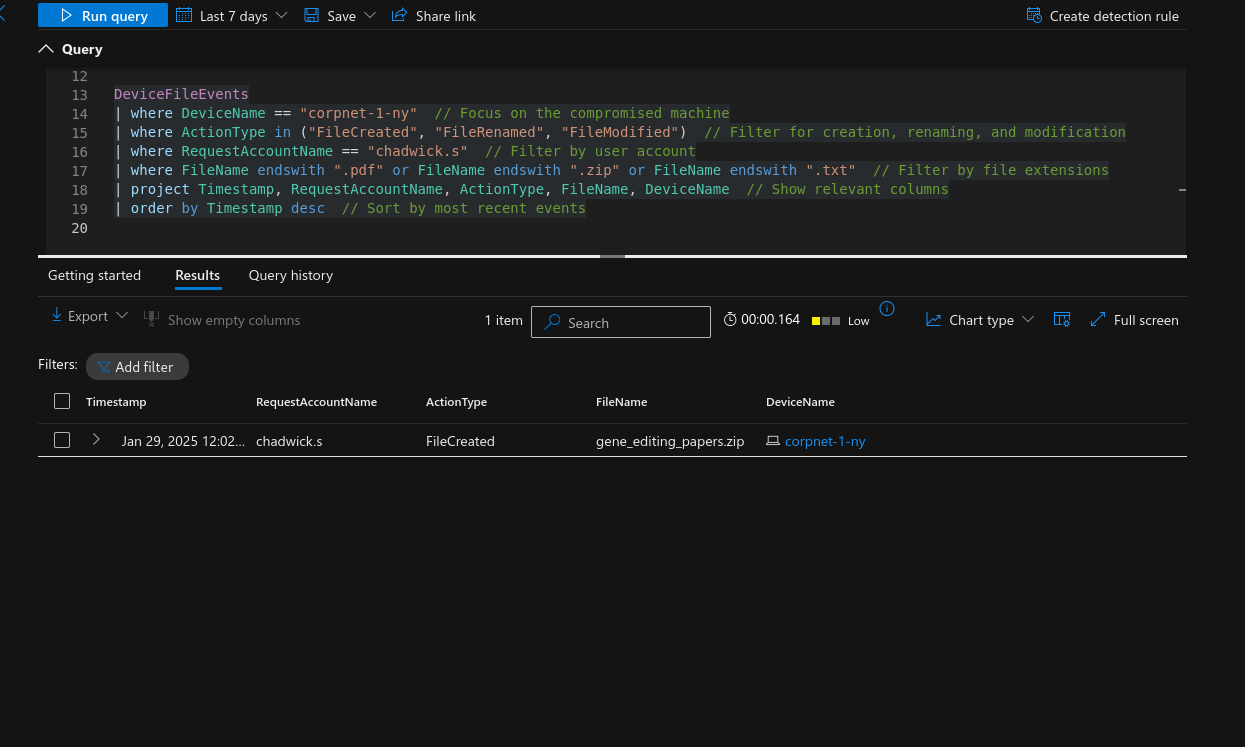 Run query Last 7 days Save Share link Create detection rule
Query
12
13 DeviceFileEvents
14 | where DeviceName == "corpnet-1-ny" // Focus on the compromised machine
15 | where ActionType in ("FileCreated", "FileRenamed", "FileModified") // Filter for creation, renaming, and modification
16 | where RequestAccountName == "chadwick.s" // Filter by user account
17 | where FileName endswith ".pdf" or FileName endswith ".zip" or FileName endswith ".txt" // Filter by file extensions
18 | project Timestamp, RequestAccountName, ActionType, FileName, DeviceName // Show relevant columns
19 | order by Timestamp desc // Sort by most recent events
20
Getting started Results Query history
Export Show empty columns 1 item Search 00:00.164 Low Chart type Full screen
Filters: Add filter
Timestamp RequestAccountName ActionType FileName DeviceName
Jan 29, 2025 12:02... chadwick.s FileCreated gene_editing_papers.zip corpnet-1-ny